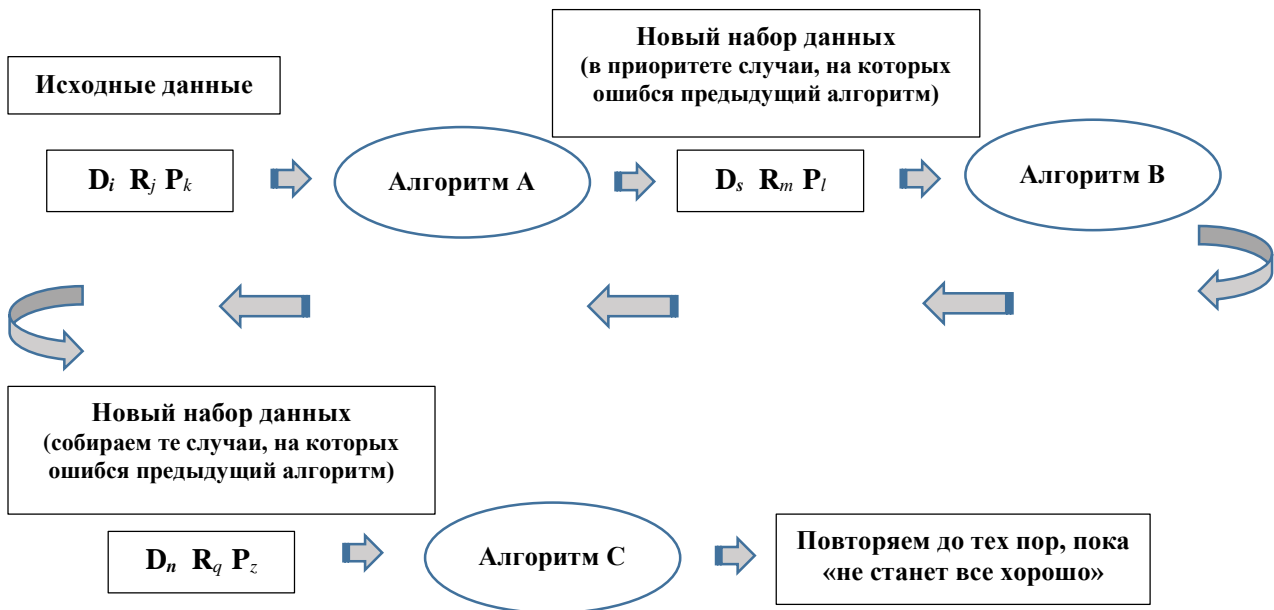 Исходные данные
Новый набор данных
(в приоритете случаи, на которых
ошибся предыдущий алгоритм)
Di Rj Pk
Алгоритм А
Ds Rm Pl
Алгоритм В
Новый набор данных
(собираем те случаи, на которых
ошибся предыдущий алгоритм)
Dn Rq Pz
Алгоритм С
Повторяем до тех пор, пока
«не станет все хорошо»